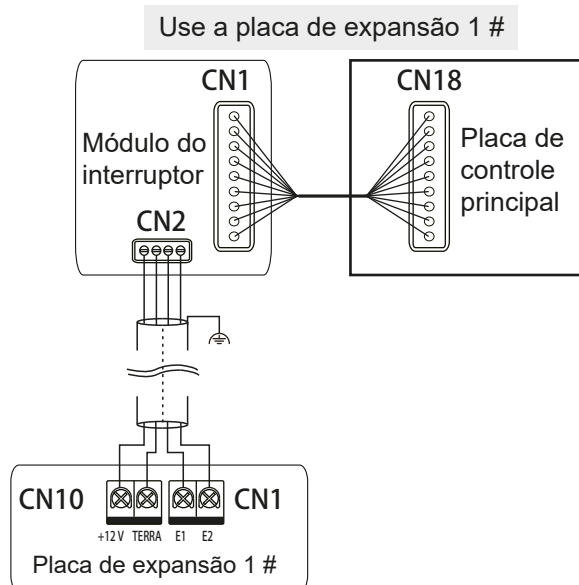 Use a placa de expansão 1 #
CN1
CN18
Módulo do
interruptor
Placa de
controle
principal
CN2
CN10
CN1
+12 V TERRA E1 E2
Placa de expansão 1 #